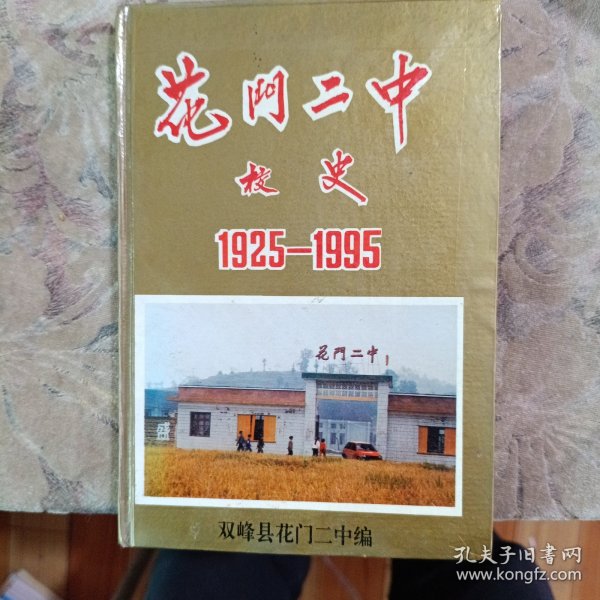 花门二中
校史
1925—1995
花门二中
双峰县花门二中编
孔夫子旧书网
www.kongfz.com